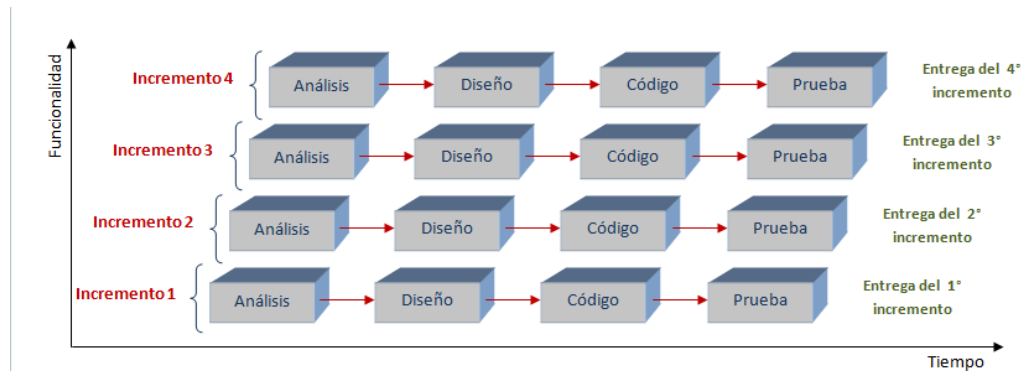 Funcionalidad
Incremento 4
Análisis
Diseño
Código
Prueba
Entrega del 4°
incremento
Incremento 3
Análisis
Diseño
Código
Prueba
Entrega del 3°
incremento
Incremento 2
Análisis
Diseño
Código
Prueba
Entrega del 2°
incremento
Incremento 1
Análisis
Diseño
Código
Prueba
Entrega del 1°
incremento
Tiempo